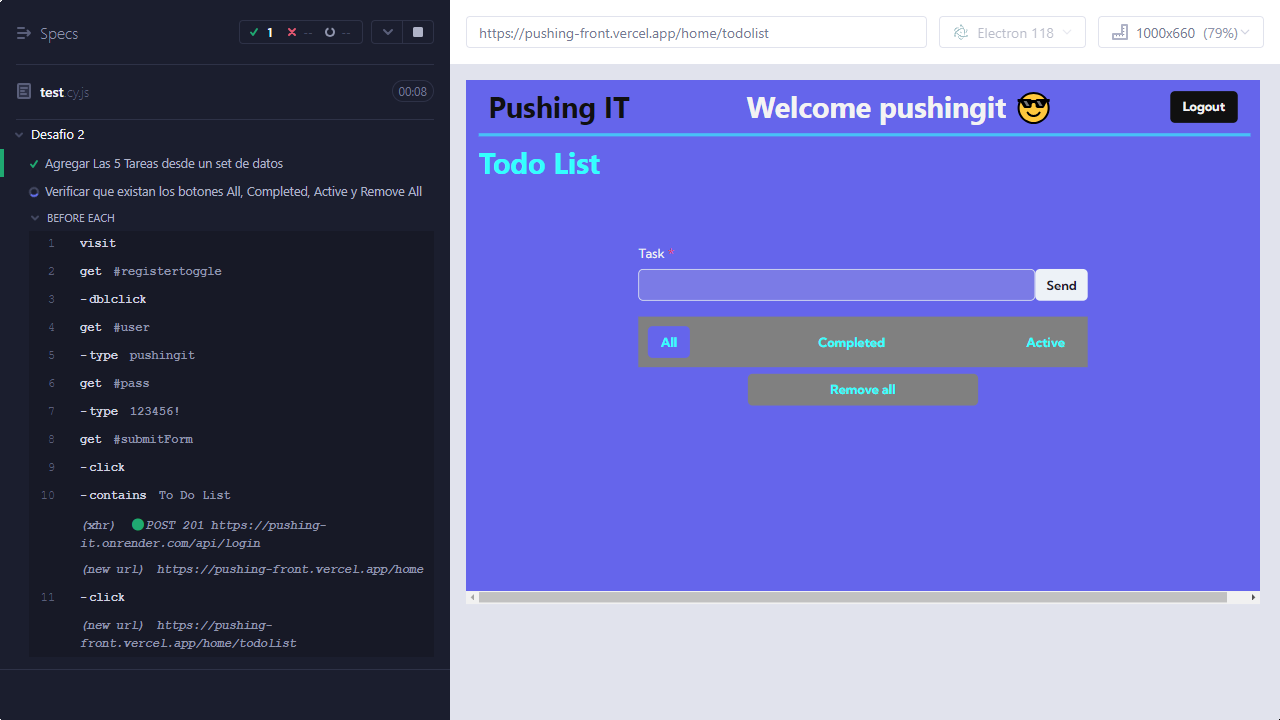 Specs
1 -- --
test.cy.js
00:08
Desafio 2
Agregar Las 5 Tareas desde un set de datos
Verificar que existan los botones All, Completed, Active y Remove All
BEFORE EACH
1 visit
2 get #registertoggle
3 -dblclick
4 get #user
5 -type pushingit
6 get #pass
7 -type 123456!
8 get #submitForm
9 -click
10 -contains To Do List
(xhr) POST 201 https://pushing-
it.onrender.com/api/login
(new url) https://pushing-front.vercel.app/home
11 -click
(new url) https://pushing-
front.vercel.app/home/todolist
https://pushing-front.vercel.app/home/todolist
Electron 118
1000x660 (79%)
Pushing IT
Welcome pushingit 😎
Logout
Todo List
Task *
Send
All
Completed
Active
Remove all